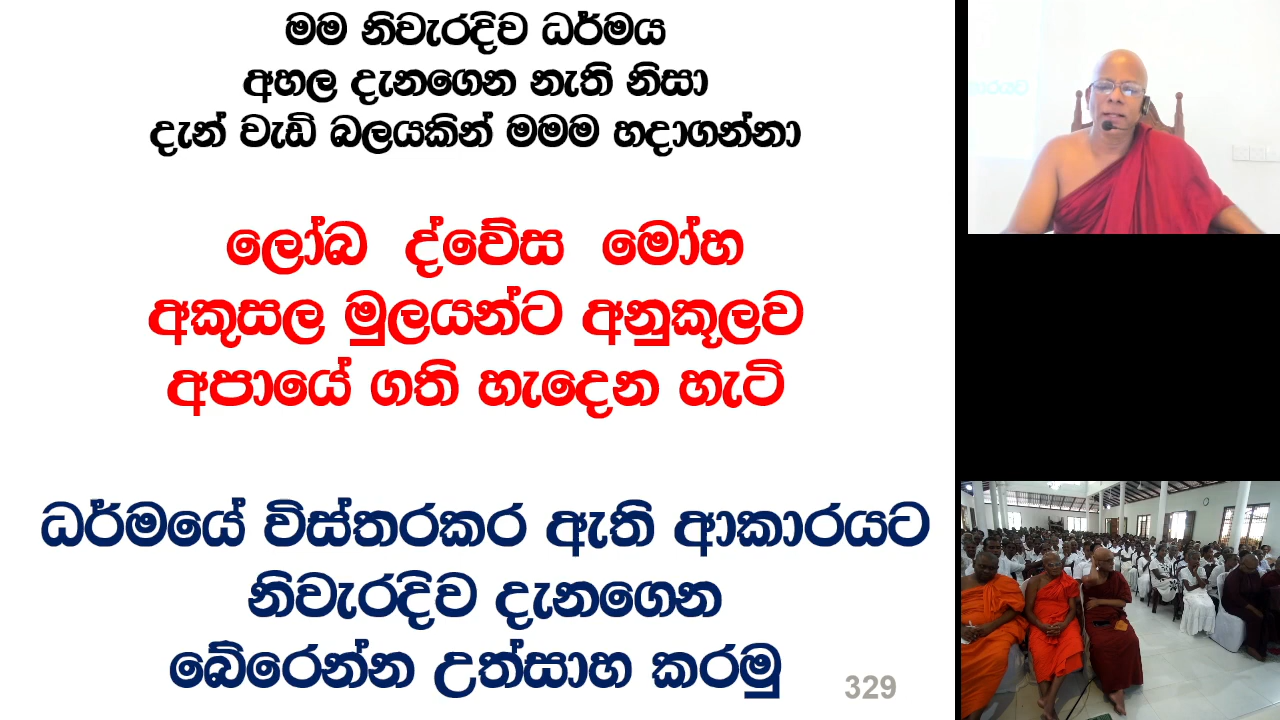 මම නිවැරදිව ධර්මය
අහල දැනගෙන නැති නිසා
දැන් වැඩි බලයකින් මමම හදාගන්නා
ලෝබ ද්වේස මෝහ
අකුසල මුලයන්ට අනුකූලව
අපායේ ගති හැදෙන හැටි
ධර්මයේ විස්තරකර ඇති ආකාරයට
නිවැරදිව දැනගෙන
බේරෙන්න උත්සාහ කරමු
329